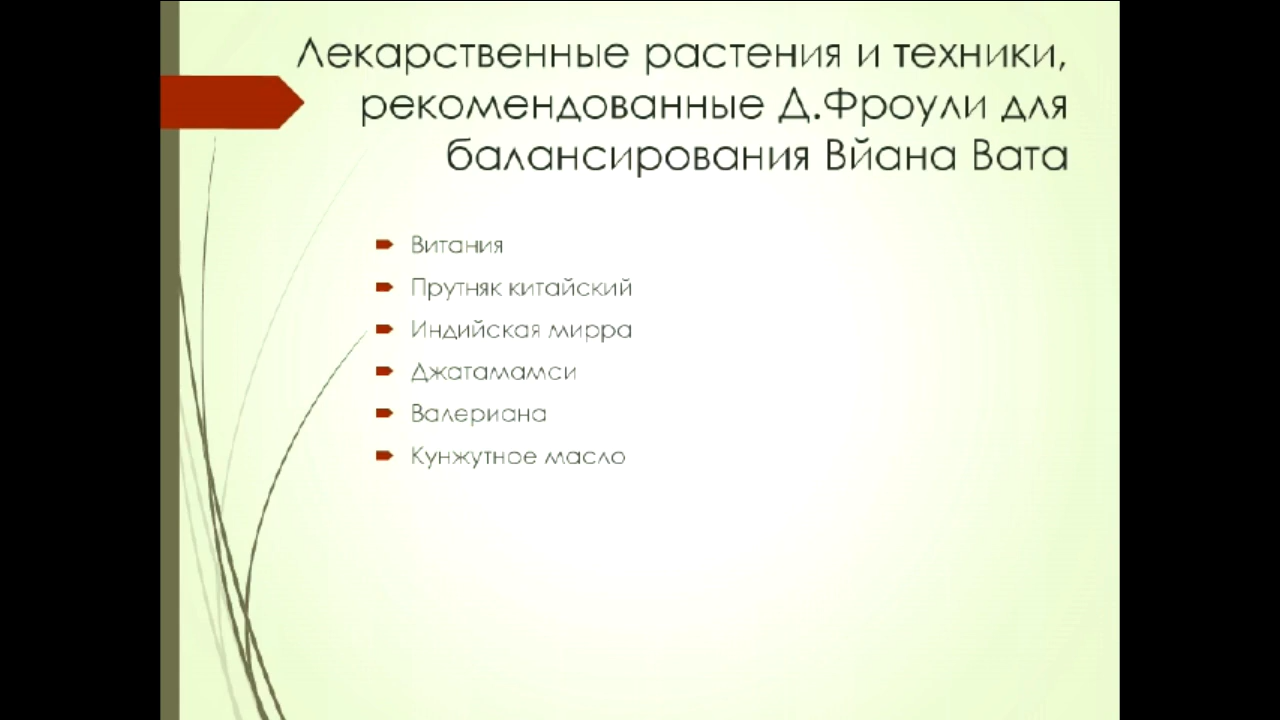 Лекарственные растения и техники,
рекомендованные Д.Фроули для
балансирования Вйана Вата
Витания
Прутняк китайский
Индийская мирра
Джатамамси
Валериана
Кунжутное масло